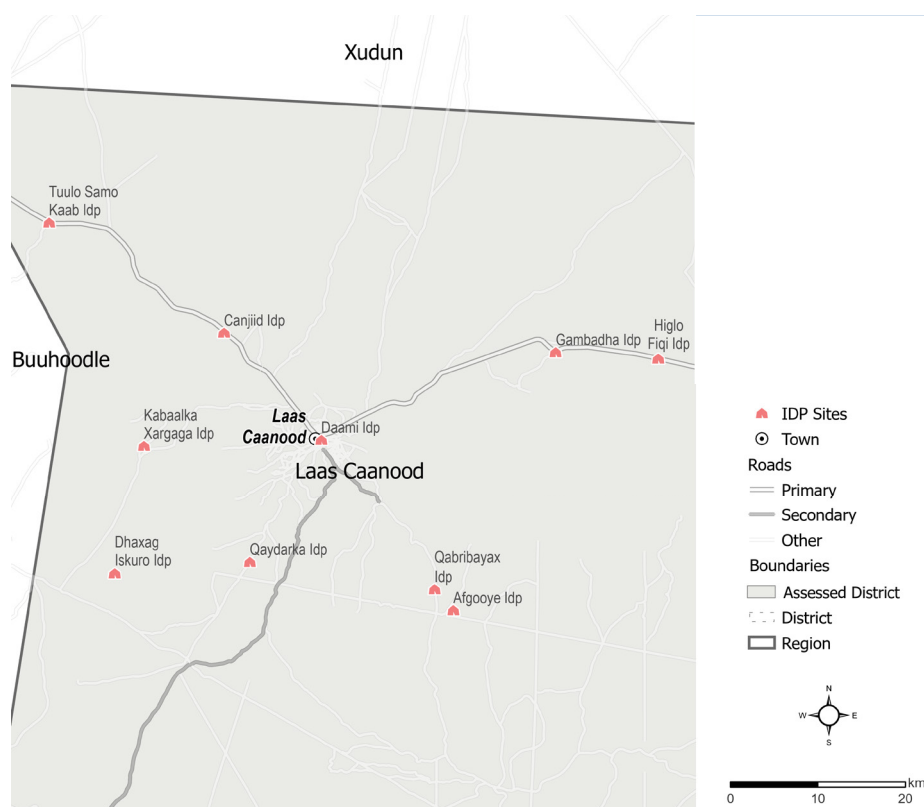 Xudun
Tuulo Samo
Kaab Idp
Canjiid Idp
Higlo
Fiqi Idp
Gambadha Idp
Buuhoodle
Kabaalka
Xargaga Idp
Laas
Caanood
Daami Idp
Laas Caanood
Dhaxag
Iskuro Idp
Qaydarka Idp
Qabribayax
Idp
Afgooye Idp
IDP Sites
Town
Roads
Primary
Secondary
Other
Boundaries
Assessed District
District
Region
N
W E
S
km
0 10 20